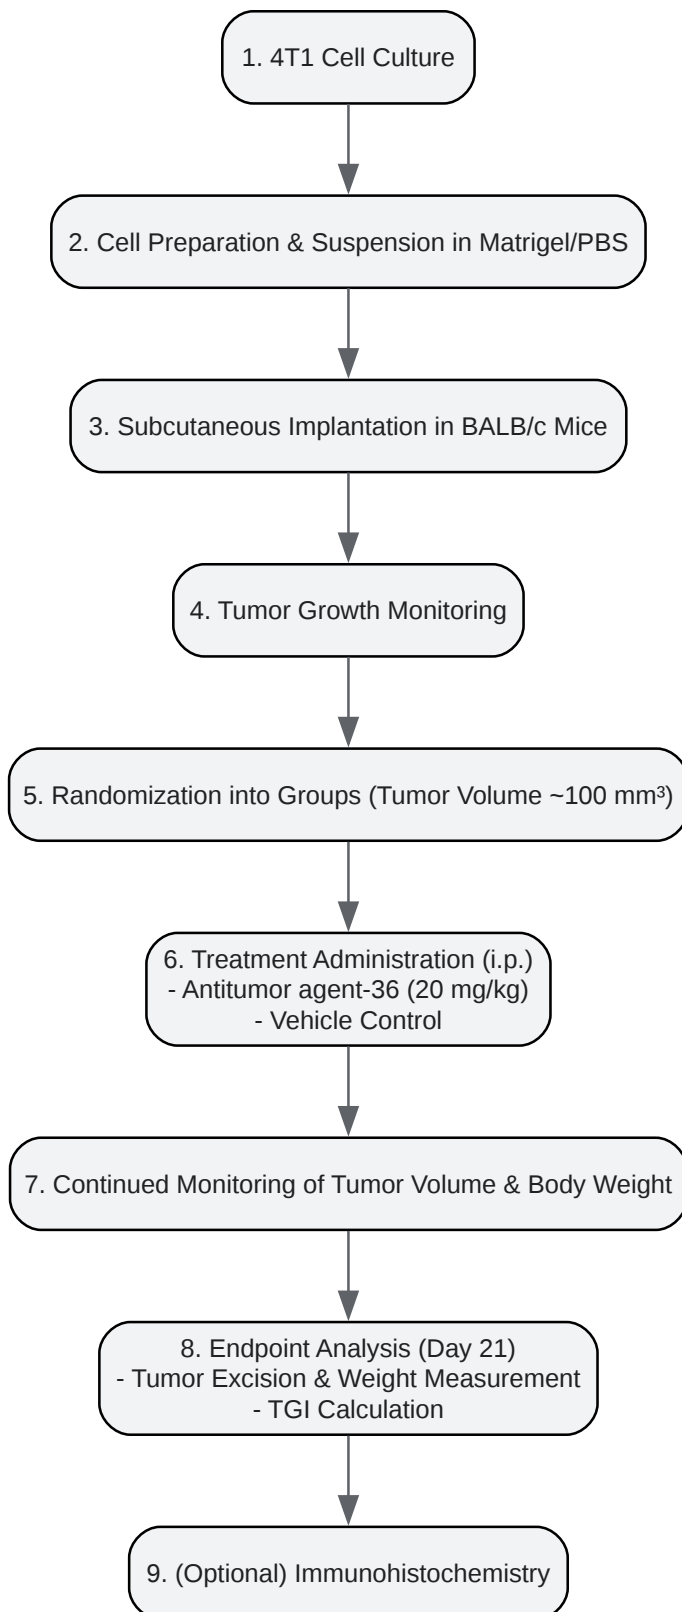 1. 4T1 Cell Culture
2. Cell Preparation & Suspension in Matrigel/PBS
3. Subcutaneous Implantation in BALB/c Mice
4. Tumor Growth Monitoring
5. Randomization into Groups (Tumor Volume ~100 mm³)
6. Treatment Administration (i.p.)
- Antitumor agent-36 (20 mg/kg)
- Vehicle Control
7. Continued Monitoring of Tumor Volume & Body Weight
8. Endpoint Analysis (Day 21)
- Tumor Excision & Weight Measurement
- TGI Calculation
9. (Optional) Immunohistochemistry